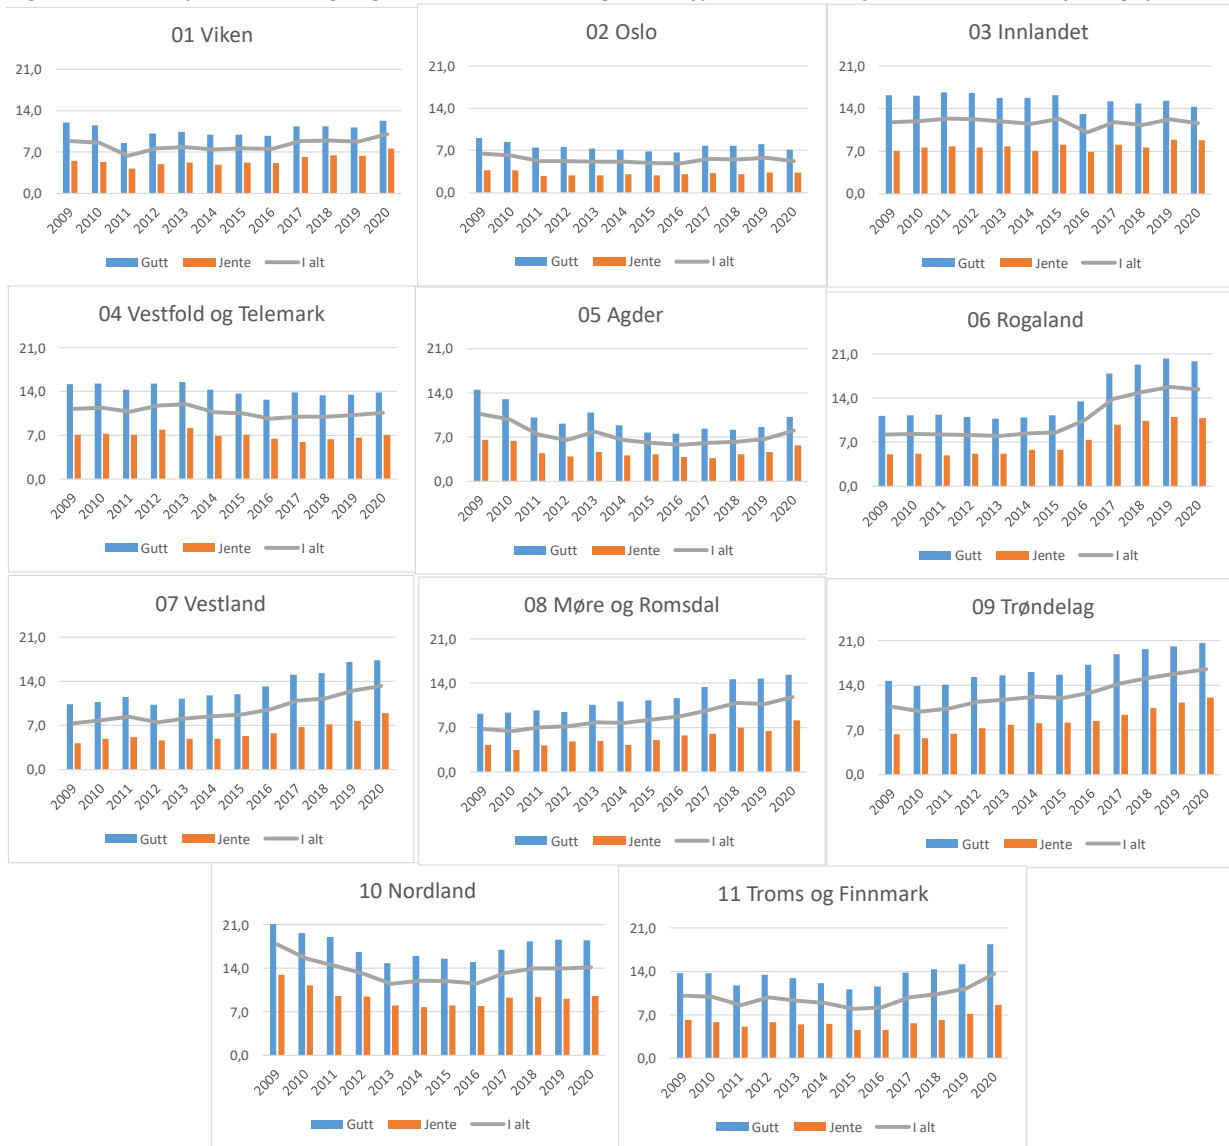 01 Viken
21,0
14,0
7,0
0,0
2009 2010 2011 2012 2013 2014 2015 2016 2017 2018 2019 2020
Gutt Jente I alt
02 Oslo
21,0
14,0
7,0
0,0
2009 2010 2011 2012 2013 2014 2015 2016 2017 2018 2019 2020
Gutt Jente I alt
03 Innlandet
21,0
14,0
7,0
0,0
2009 2010 2011 2012 2013 2014 2015 2016 2017 2018 2019 2020
Gutt Jente I alt
04 Vestfold og Telemark
21,0
14,0
7,0
0,0
2009 2010 2011 2012 2013 2014 2015 2016 2017 2018 2019 2020
Gutt Jente I alt
05 Agder
21,0
14,0
7,0
0,0
2009 2010 2011 2012 2013 2014 2015 2016 2017 2018 2019 2020
Gutt Jente I alt
06 Rogaland
21,0
14,0
7,0
0,0
2009 2010 2011 2012 2013 2014 2015 2016 2017 2018 2019 2020
Gutt Jente I alt
07 Vestland
21,0
14,0
7,0
0,0
2009 2010 2011 2012 2013 2014 2015 2016 2017 2018 2019 2020
Gutt Jente I alt
08 Møre og Romsdal
21,0
14,0
7,0
0,0
2009 2010 2011 2012 2013 2014 2015 2016 2017 2018 2019 2020
Gutt Jente I alt
09 Trøndelag
21,0
14,0
7,0
0,0
2009 2010 2011 2012 2013 2014 2015 2016 2017 2018 2019 2020
Gutt Jente I alt
10 Nordland
21,0
14,0
7,0
0,0
2009 2010 2011 2012 2013 2014 2015 2016 2017 2018 2019 2020
Gutt Jente I alt
11 Troms og Finnmark
21,0
14,0
7,0
0,0
2009 2010 2011 2012 2013 2014 2015 2016 2017 2018 2019 2020
Gutt Jente I alt